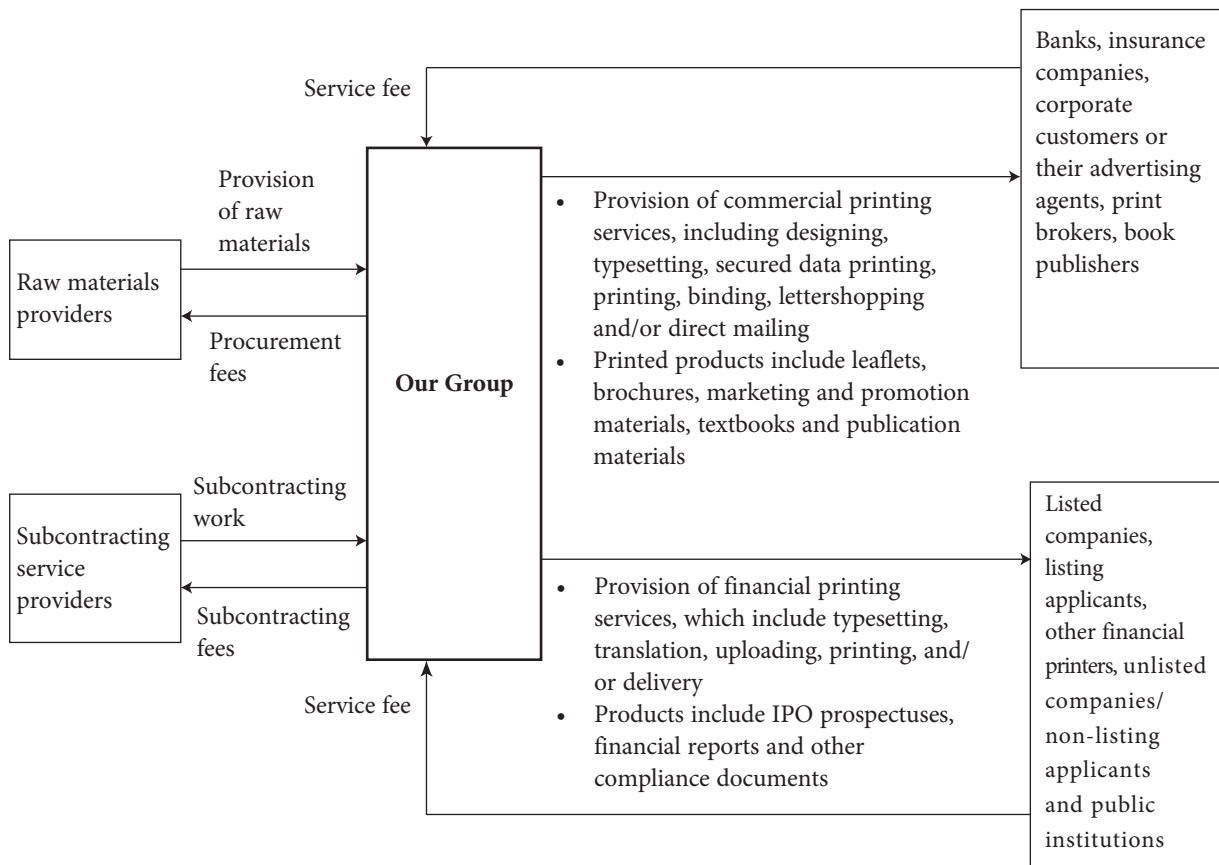 Service fee
Banks, insurance
companies,
corporate
customers or
their advertising
agents, print
brokers, book
publishers
Provision
of raw
materials
Raw materials
providers
Procurement
fees
Our Group
• Provision of commercial printing
services, including designing,
typesetting, secured data printing,
printing, binding, lettershopping
and/or direct mailing
• Printed products include leaflets,
brochures, marketing and promotion
materials, textbooks and publication
materials
Subcontracting
work
Subcontracting
service
providers
Subcontracting
fees
Service fee
• Provision of financial printing
services, which include typesetting,
translation, uploading, printing, and/
or delivery
• Products include IPO prospectuses,
financial reports and other
compliance documents
Listed
companies,
listing
applicants,
other financial
printers, unlisted
companies/
non-listing
applicants
and public
institutions